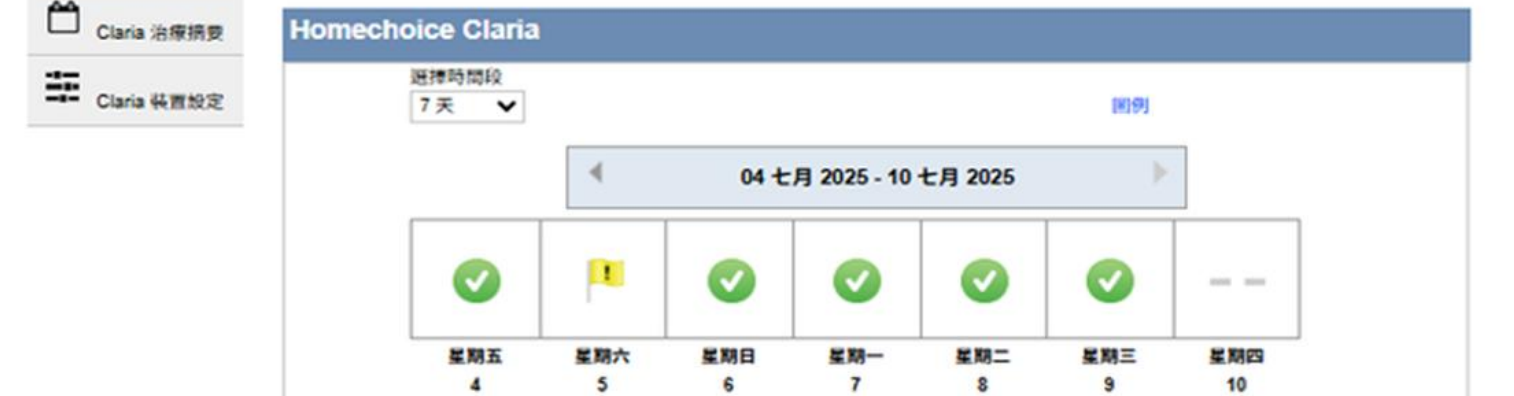 Claria 治療摘要
Claria 裝置設定
Homechoice Claria
選擇時間段
7 天
圖例
04 七月 2025 - 10 七月 2025
!
星期五 星期六 星期日 星期一 星期二 星期三 星期四
4 5 6 7 8 9 10